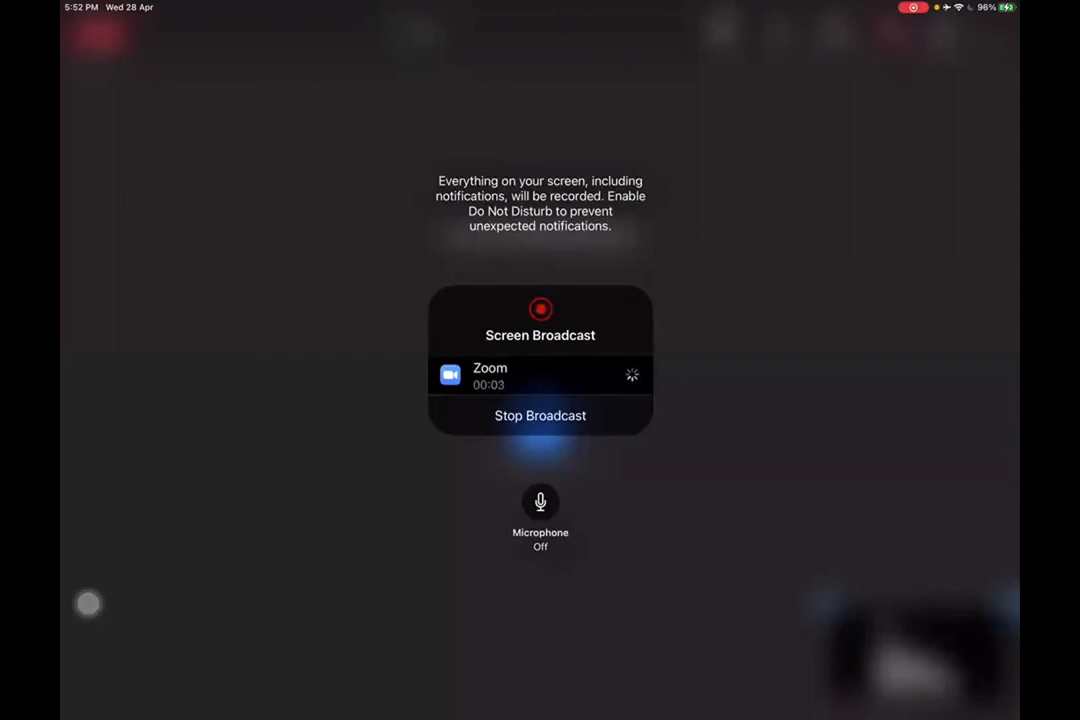 5:52 PM Wed 28 Apr
96%
Everything on your screen, including
notifications, will be recorded. Enable
Do Not Disturb to prevent
unexpected notifications.
Screen Broadcast
Zoom
00:03
Stop Broadcast
Microphone
Off